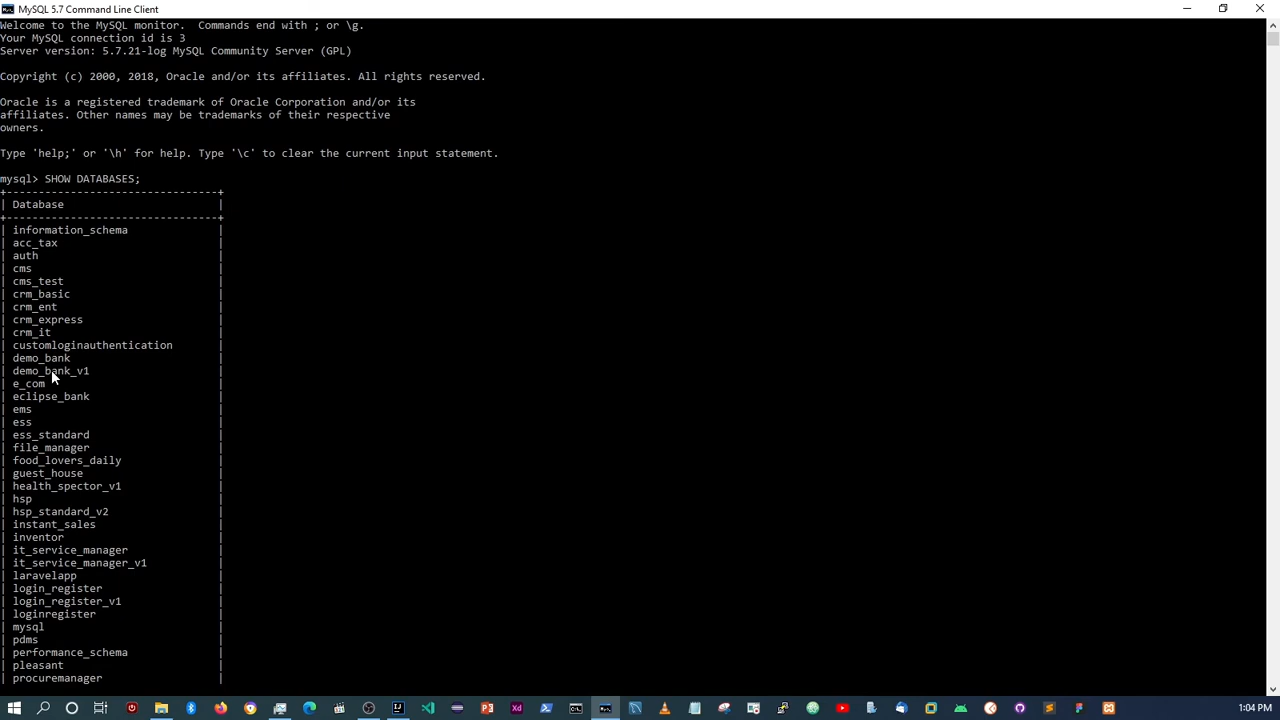 MySQL 5.7 Command Line Client
Welcome to the MySQL monitor.  Commands end with ; or \g.
Your MySQL connection id is 3
Server version: 5.7.21-log MySQL Community Server (GPL)
Copyright (c) 2000, 2018, Oracle and/or its affiliates. All rights reserved.
Oracle is a registered trademark of Oracle Corporation and/or its
affiliates. Other names may be trademarks of their respective
owners.
Type 'help;' or '\h' for help. Type '\c' to clear the current input statement.
mysql> SHOW DATABASES;
+---------------------------------+
| Database                        |
+---------------------------------+
| information_schema              |
| acc_tax                         |
| auth                            |
| cms                             |
| cms_test                        |
| crm_basic                       |
| crm_ent                         |
| crm_express                     |
| crm_it                          |
| customloginauthentication       |
| demo_bank                       |
| demo_bank_v1                    |
| e_com                           |
| eclipse_bank                    |
| ems                             |
| ess                             |
| ess_standard                    |
| file_manager                    |
| food_lovers_daily               |
| guest_house                     |
| health_spector_v1               |
| hsp                             |
| hsp_standard_v2                 |
| instant_sales                   |
| inventor                        |
| it_service_manager              |
| it_service_manager_v1           |
| laravelapp                      |
| login_register                  |
| login_register_v1               |
| loginregister                   |
| mysql                           |
| pdms                            |
| performance_schema              |
| pleasant                        |
| procuremanager                  |
1:04 PM